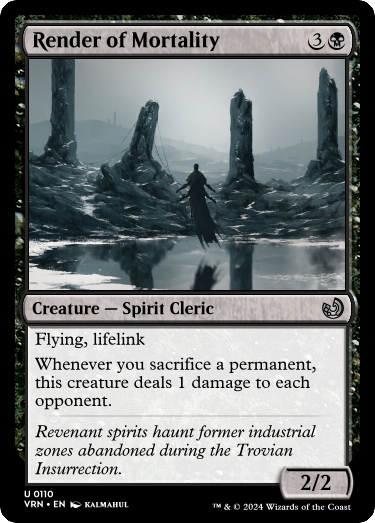 Render of Mortality 3
Creature — Spirit Cleric
Flying, lifelink
Whenever you sacrifice a permanent,
this creature deals 1 damage to each
opponent.
Revenant spirits haunt former industrial
zones abandoned during the Trovian
Insurrection.
2/2
U 0110
VRN • EN KALMAHUL
™ & © 2024 Wizards of the Coast